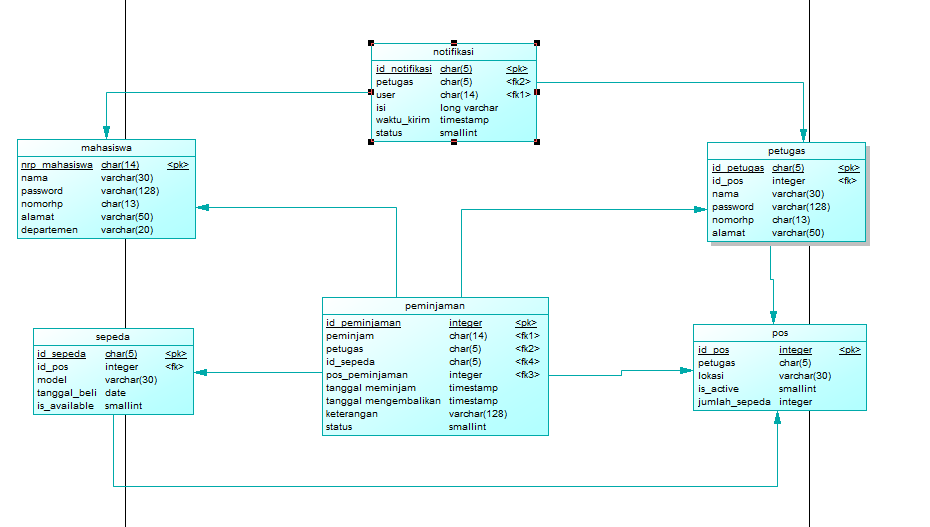 notifikasi
id_notifikasi char(5) <pk>
petugas char(5) <fk2>
user char(14) <fk1>
isi long varchar
waktu_kirim timestamp
status smallint
mahasiswa
nrp_mahasiswa char(14) <pk>
nama varchar(30)
password varchar(128)
nomorhp char(13)
alamat varchar(50)
departemen varchar(20)
petugas
id_petugas char(5) <pk>
id_pos integer <fk>
nama varchar(30)
password varchar(128)
nomorhp char(13)
alamat varchar(50)
peminjaman
id_peminjaman integer <pk>
peminjam char(14) <fk1>
petugas char(5) <fk2>
id_sepeda char(5) <fk4>
pos_peminjaman integer <fk3>
tanggal meminjam timestamp
tanggal mengembalikan timestamp
keterangan varchar(128)
status smallint
sepeda
id_sepeda char(5) <pk>
id_pos integer <fk>
model varchar(30)
tanggal_beli date
is_available smallint
pos
id_pos integer <pk>
petugas char(5)
lokasi varchar(30)
is_active smallint
jumlah_sepeda integer